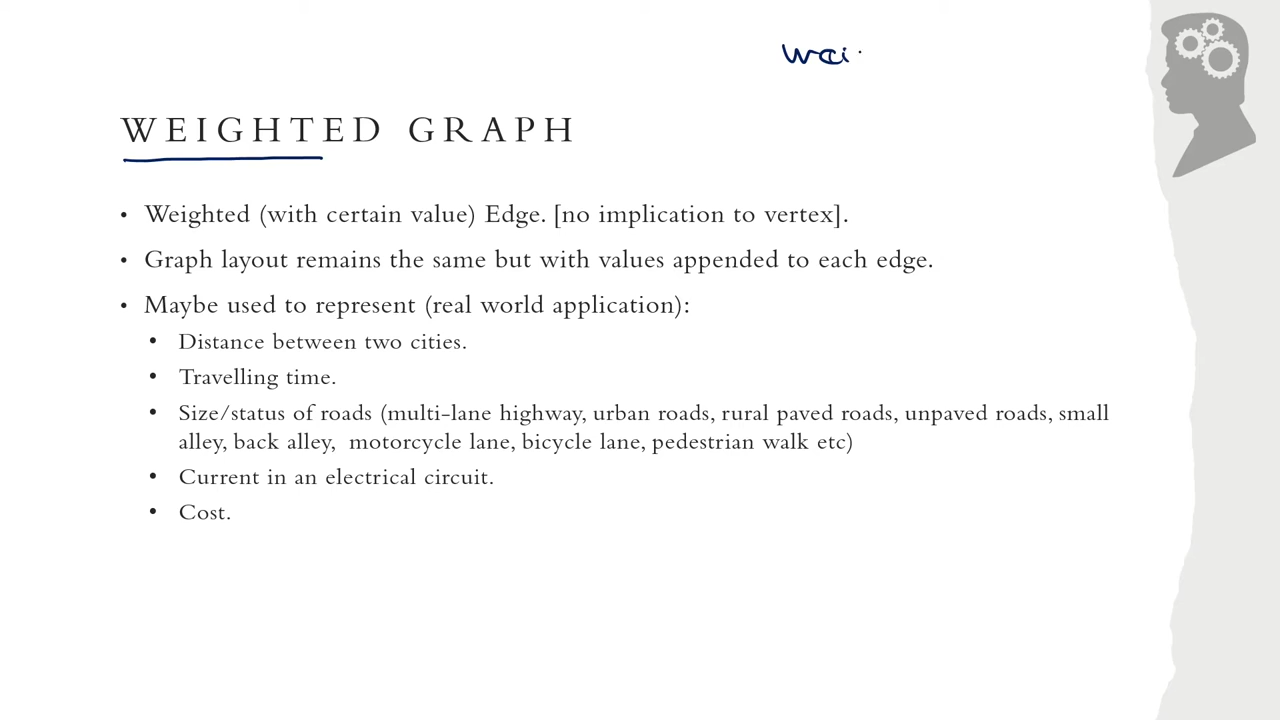 WEIGHTED GRAPH
• Weighted (with certain value) Edge. [no implication to vertex].
• Graph layout remains the same but with values appended to each edge.
• Maybe used to represent (real world application):
• Distance between two cities.
• Travelling time.
• Size/status of roads (multi-lane highway, urban roads, rural paved roads, unpaved roads, small
alley, back alley, motorcycle lane, bicycle lane, pedestrian walk etc)
• Current in an electrical circuit.
• Cost.